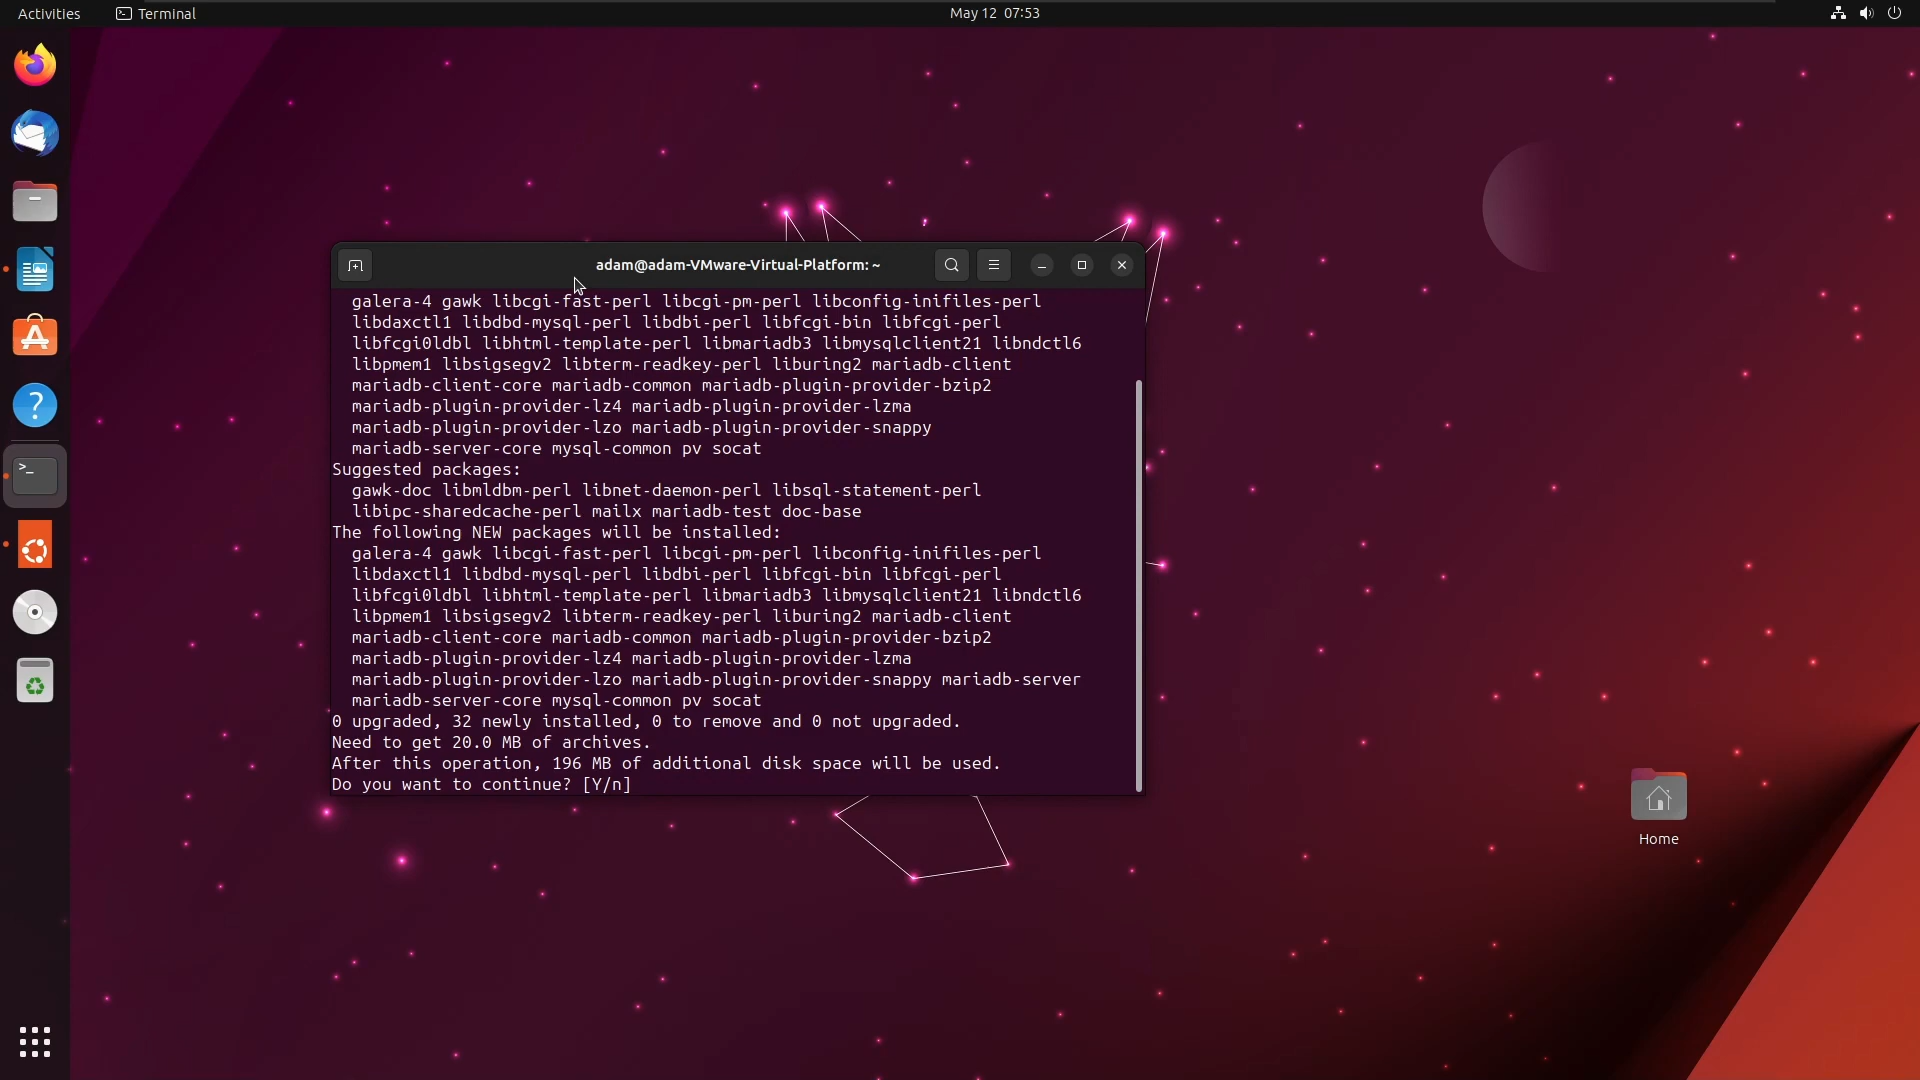 Activities
Terminal
May 12 07:53
adam@adam-VMware-Virtual-Platform: ~
galera-4 gawk libcgi-fast-perl libcgi-pm-perl libconfig-inifiles-perl
libdaxctl1 libdbd-mysql-perl libdbi-perl libfcgi-bin libfcgi-perl
libfcgi0ldbl libhtml-template-perl libmariadb3 libmysqlclient21 libndctl6
libpmem1 libsigsegv2 libterm-readkey-perl liburing2 mariadb-client
mariadb-client-core mariadb-common mariadb-plugin-provider-bzip2
mariadb-plugin-provider-lz4 mariadb-plugin-provider-lzma
mariadb-plugin-provider-lzo mariadb-plugin-provider-snappy
mariadb-server-core mysql-common pv socat
Suggested packages:
gawk-doc libmldbm-perl libnet-daemon-perl libsql-statement-perl
libipc-sharedcache-perl mailx mariadb-test doc-base
The following NEW packages will be installed:
galera-4 gawk libcgi-fast-perl libcgi-pm-perl libconfig-inifiles-perl
libdaxctl1 libdbd-mysql-perl libdbi-perl libfcgi-bin libfcgi-perl
libfcgi0ldbl libhtml-template-perl libmariadb3 libmysqlclient21 libndctl6
libpmem1 libsigsegv2 libterm-readkey-perl liburing2 mariadb-client
mariadb-client-core mariadb-common mariadb-plugin-provider-bzip2
mariadb-plugin-provider-lz4 mariadb-plugin-provider-lzma
mariadb-plugin-provider-lzo mariadb-plugin-provider-snappy mariadb-server
mariadb-server-core mysql-common pv socat
0 upgraded, 32 newly installed, 0 to remove and 0 not upgraded.
Need to get 20.0 MB of archives.
After this operation, 196 MB of additional disk space will be used.
Do you want to continue? [Y/n]
Home